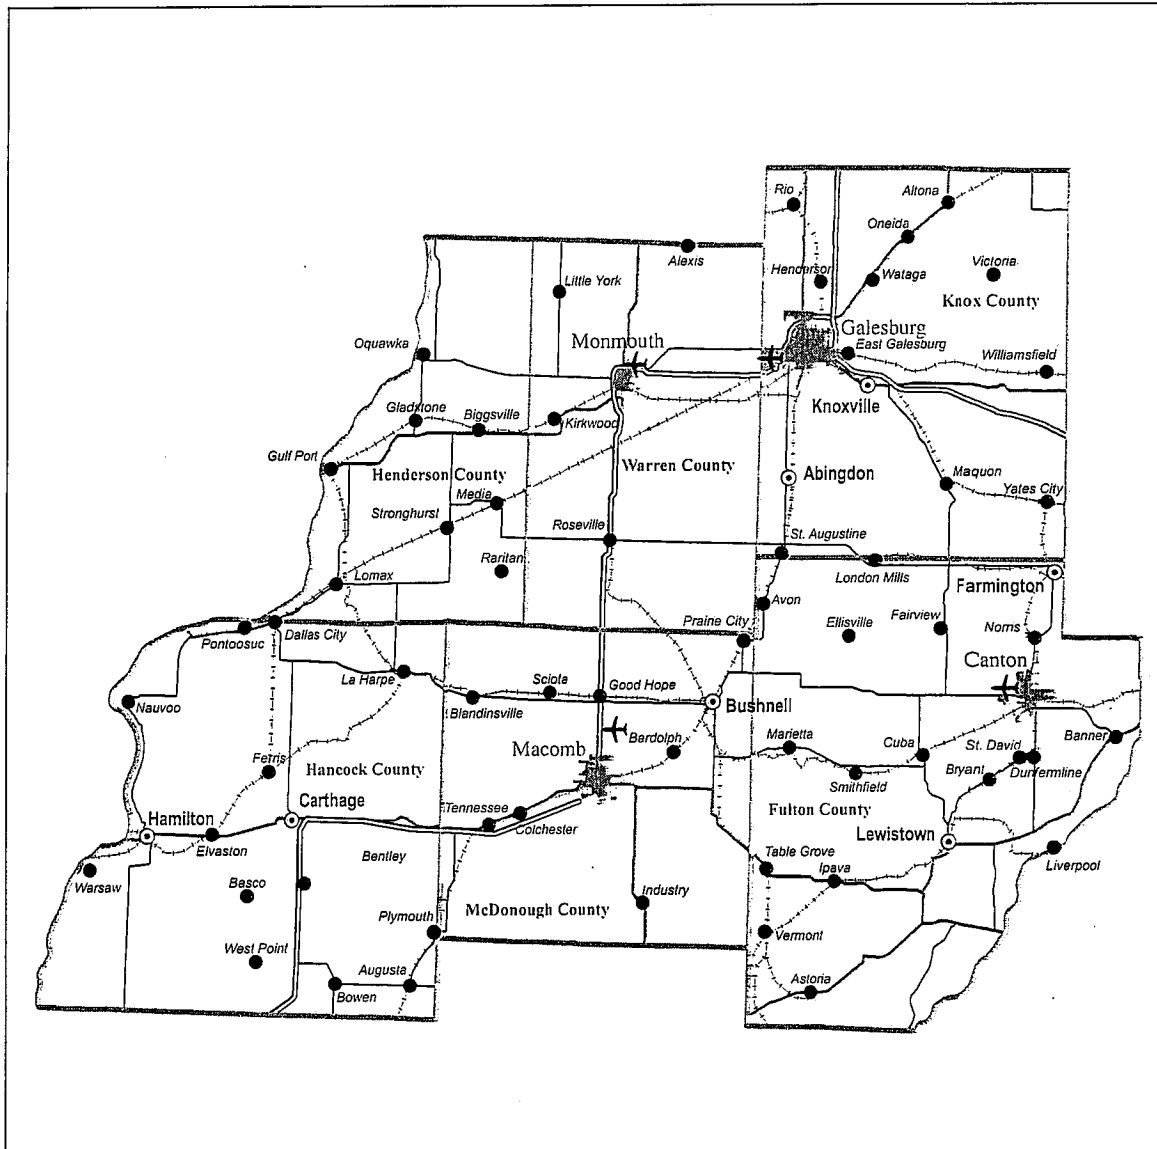 Rio
Altona
Oneida
Alexis
Henderson
Wataga
Victoria
Little York
Knox County
Galesburg
Monmouth
East Galesburg
Oquawka
Williamsfield
Knoxville
Gladstone
Biggsville
Kirkwood
Gulf Port
Henderson County
Warren County
Abingdon
Maquon
Media
Yates City
Stronghurst
Roseville
St. Augustine
Raritan
Lomax
London Mills
Farmington
Avon
Prairie City
Ellisville
Fairview
Norris
Pontoosuc
Dallas City
Canton
La Harpe
Sciota
Good Hope
Nauvoo
Blandinsville
Bushnell
Macomb
Bardolph
Marietta
Cuba
St. David
Banner
Ferris
Hancock County
Bryant
Dunfermline
Smithfield
Carthage
Tennessee
Fulton County
Hamilton
Colchester
Lewistown
Elvaston
Bentley
Table Grove
Ipava
Liverpool
Warsaw
Basco
Industry
Plymouth
McDonough County
Vermont
West Point
Augusta
Astoria
Bowen